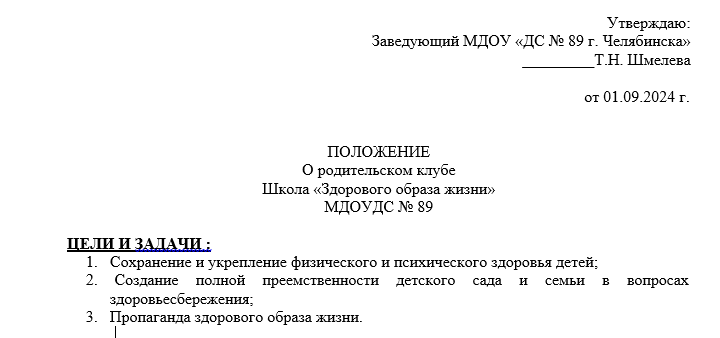 Утверждаю:
Заведующий МДОУ «ДС № 89 г. Челябинска»
_________Т.Н. Шмелева
от 01.09.2024 г.
ПОЛОЖЕНИЕ
О родительском клубе
Школа «Здорового образа жизни»
МДОУДС № 89
ЦЕЛИ И ЗАДАЧИ :
1. Сохранение и укрепление физического и психического здоровья детей;
2. Создание полной преемственности детского сада и семьи в вопросах
здоровьесбережения;
3. Пропаганда здорового образа жизни.